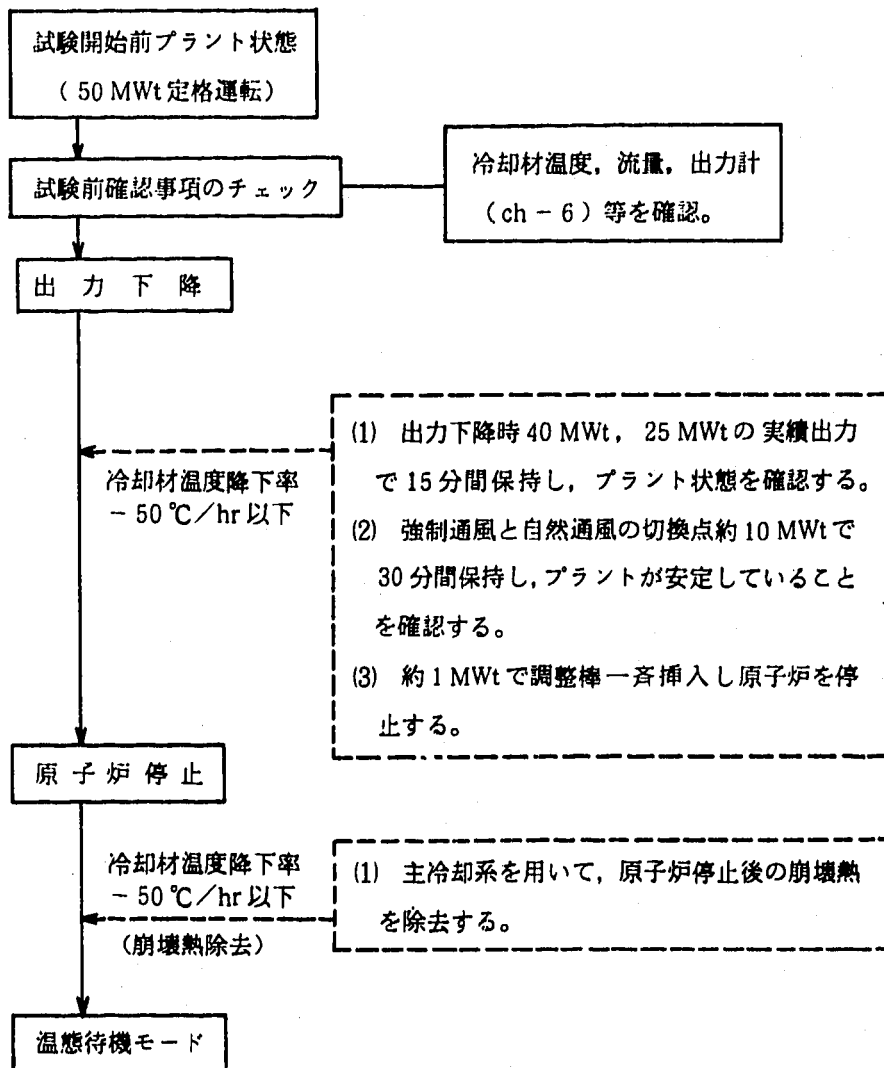 試験開始前プラント状態
( 50 MWt 定格運転)
試験前確認事項のチェック
冷却材温度，流量，出力計
( ch − 6 ) 等を確認。
出力下降
(1) 出力下降時 40 MWt， 25 MWt の実績出力
で 15 分間保持し，プラント状態を確認する。
(2) 強制通風と自然通風の切換点約 10 MWt で
30 分間保持し，プラントが安定していること
を確認する。
(3) 約 1 MWt で調整棒一斉挿入し原子炉を停
止する。
冷却材温度降下率
− 50 ℃／hr 以下
原子炉停止
冷却材温度降下率
− 50 ℃／hr 以下
(崩壊熱除去)
(1) 主冷却系を用いて，原子炉停止後の崩壊熱
を除去する。
温態待機モード